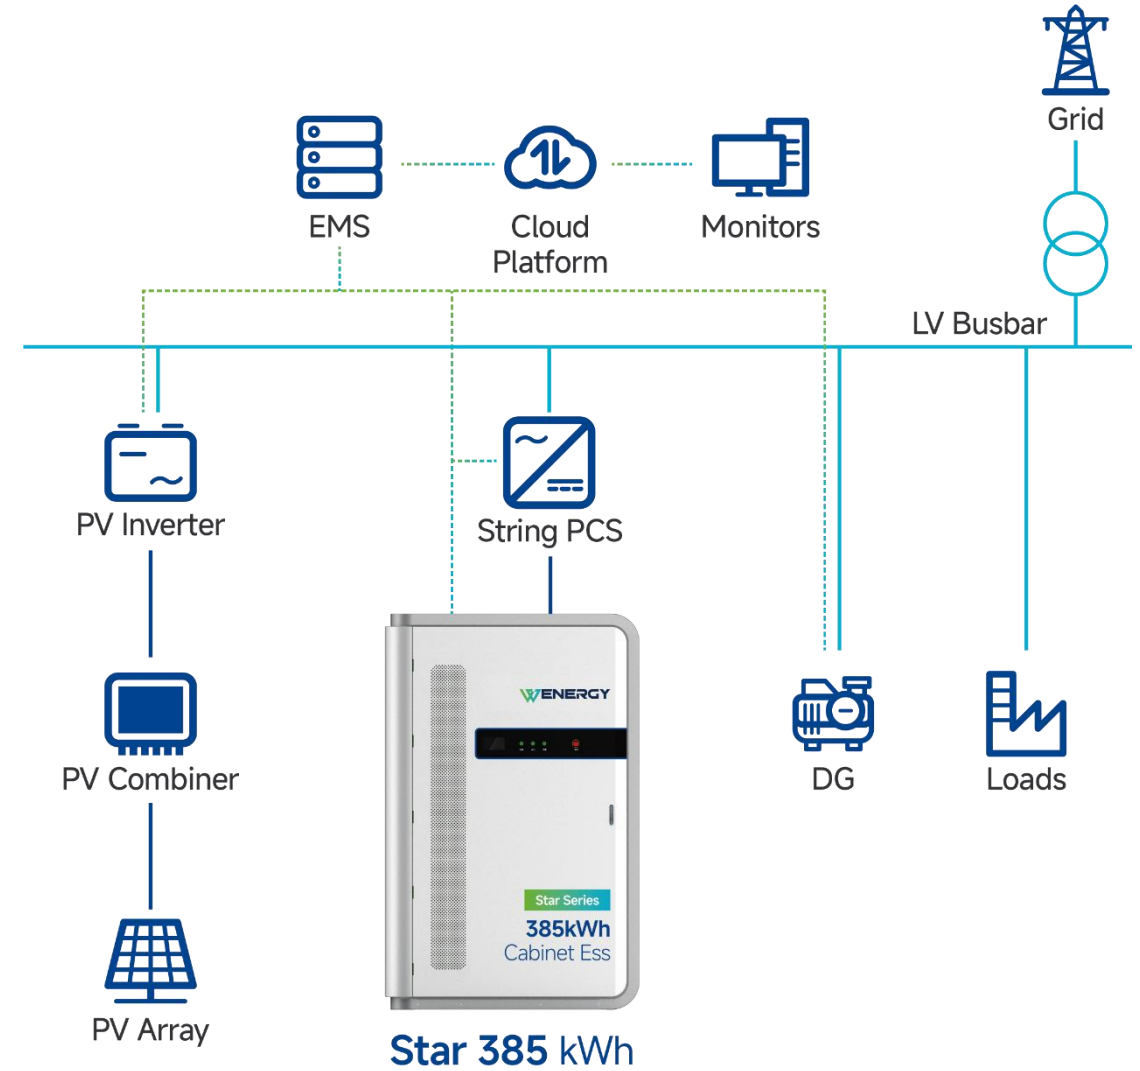 Grid
EMS
Cloud
Platform
Monitors
LV Busbar
PV Inverter
String PCS
WENERGY
PV Combiner
DG
Loads
Star Series
385kWh
Cabinet Ess
PV Array
Star 385 kWh